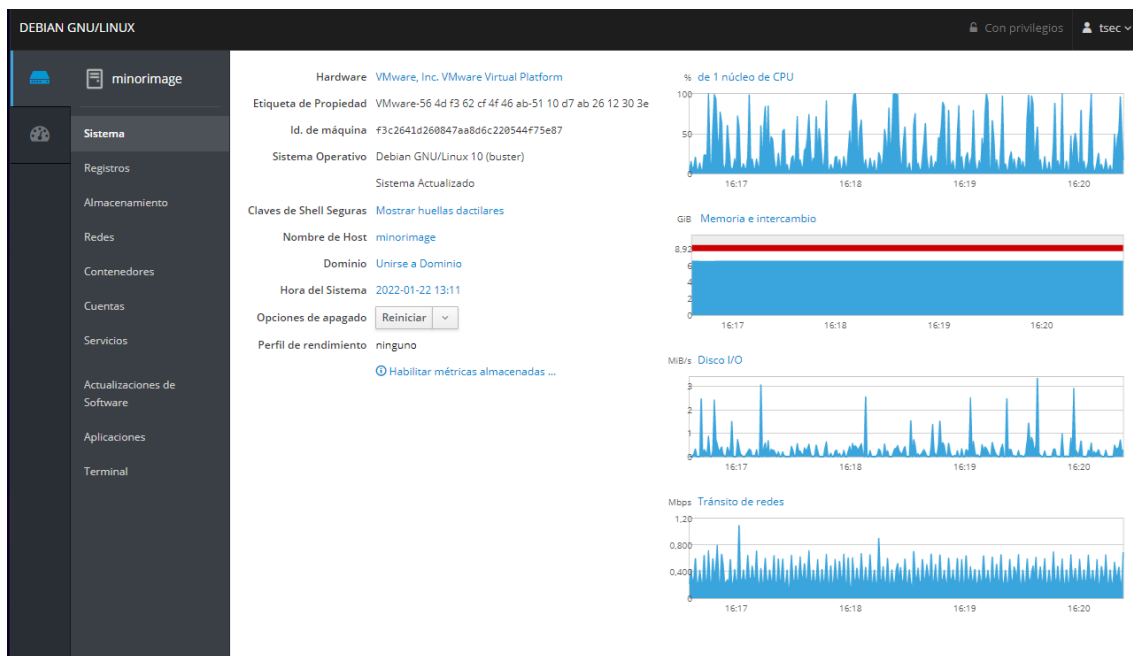 DEBIAN GNU/LINUX
Con privilegios
tsec
minorimage
Sistema
Registros
Almacenamiento
Redes
Contenedores
Cuentas
Servicios
Actualizaciones de
Software
Aplicaciones
Terminal
Hardware VMware, Inc. VMware Virtual Platform
Etiqueta de Propiedad VMware-56 4d f3 62 cf 4f 46 ab-51 10 d7 ab 26 12 30 3e
Id. de máquina f3c2641d260847aa8d6c220544f75e87
Sistema Operativo Debian GNU/Linux 10 (buster)
Sistema Actualizado
Claves de Shell Seguras Mostrar huellas dactilares
Nombre de Host minorimage
Dominio Unirse a Dominio
Hora del Sistema 2022-01-22 13:11
Opciones de apagado Reiniciar
Perfil de rendimiento ninguno
Habilitar métricas almacenadas ...
% de 1 núcleo de CPU
100
50
0
16:17 16:18 16:19 16:20
GiB Memoria e intercambio
8.92
6
4
2
0
16:17 16:18 16:19 16:20
MiB/s Disco I/O
3
2
1
0
16:17 16:18 16:19 16:20
Mbps Tránsito de redes
1,20
0,800
0,400
0
16:17 16:18 16:19 16:20